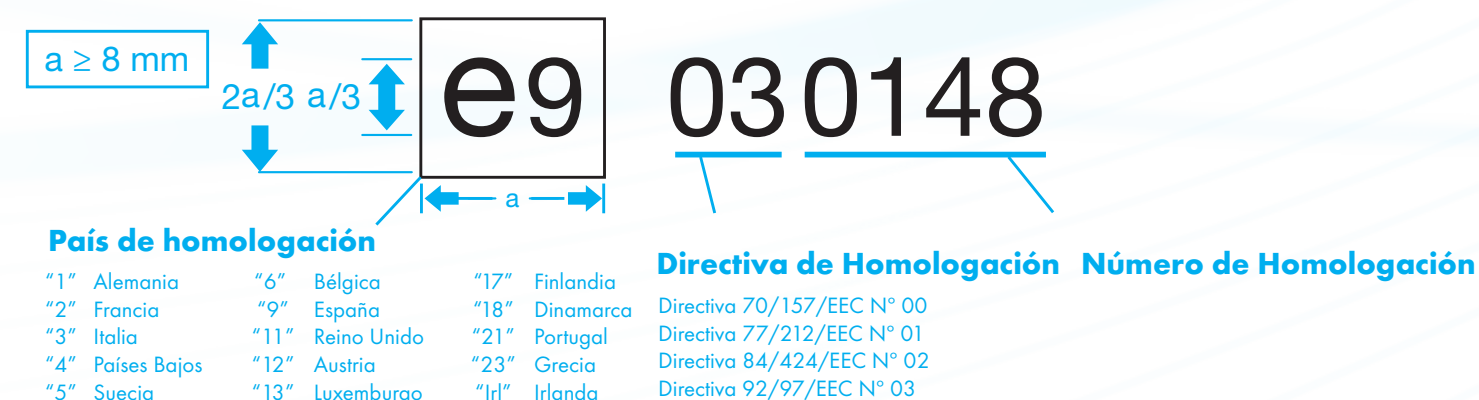 a ≥ 8 mm
2a/3 a/3
e9 03 0148
a
País de homologación
"1" Alemania
"2" Francia
"3" Italia
"4" Países Bajos
"5" Suecia
"6" Bélgica
"9" España
"11" Reino Unido
"12" Austria
"13" Luxemburgo
"17" Finlandia
"18" Dinamarca
"21" Portugal
"23" Grecia
"Irl" Irlanda
Directiva de Homologación
Directiva 70/157/EEC N° 00
Directiva 77/212/EEC N° 01
Directiva 84/424/EEC N° 02
Directiva 92/97/EEC N° 03
Número de Homologación